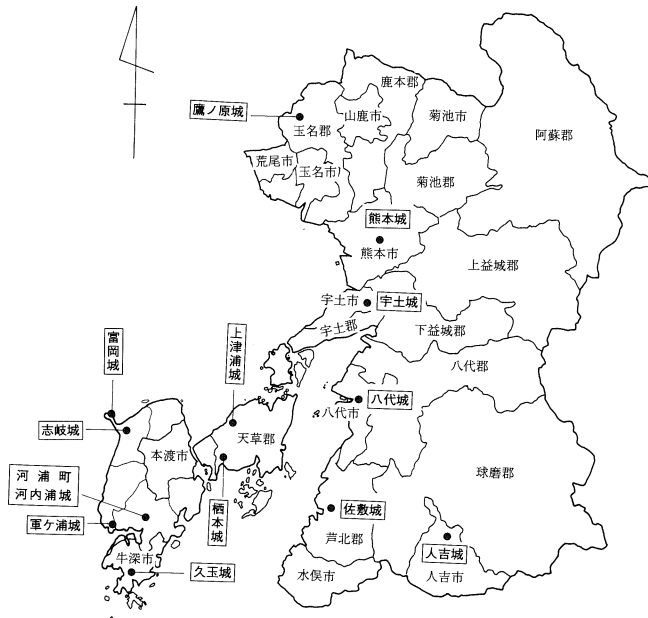 鹿本郡
鷹ノ原城
玉名郡
山鹿市
菊池市
阿蘇郡
荒尾市
玉名市
菊池郡
熊本城
熊本市
上益城郡
宇土市
宇土城
宇土郡
下益城郡
富岡城
上津浦城
八代郡
八代城
八代市
志岐城
天草郡
本渡市
球磨郡
河浦町
河内浦城
栖本城
佐敷城
軍ケ浦城
芦北郡
人吉城
牛深市
久玉城
水俣市
人吉市